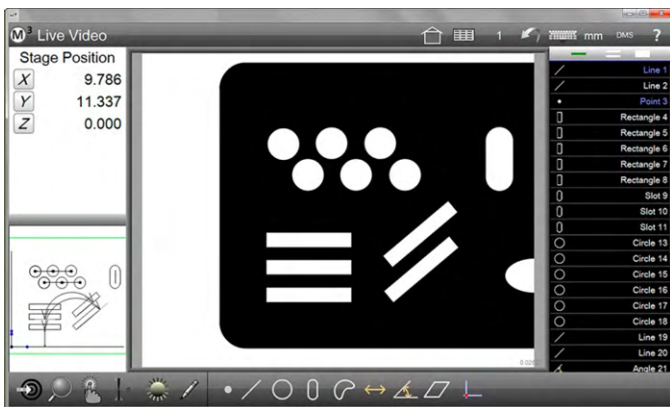 M3 Live Video
1
mm
DMS
?
Stage Position
X 9.786
Y 11.337
Z 0.000
Line 1
Line 2
Point 3
Rectangle 4
Rectangle 5
Rectangle 6
Rectangle 7
Rectangle 8
Slot 9
Slot 10
Slot 11
Circle 13
Circle 14
Circle 15
Circle 16
Circle 17
Circle 18
Line 19
Line 20
Angle 21